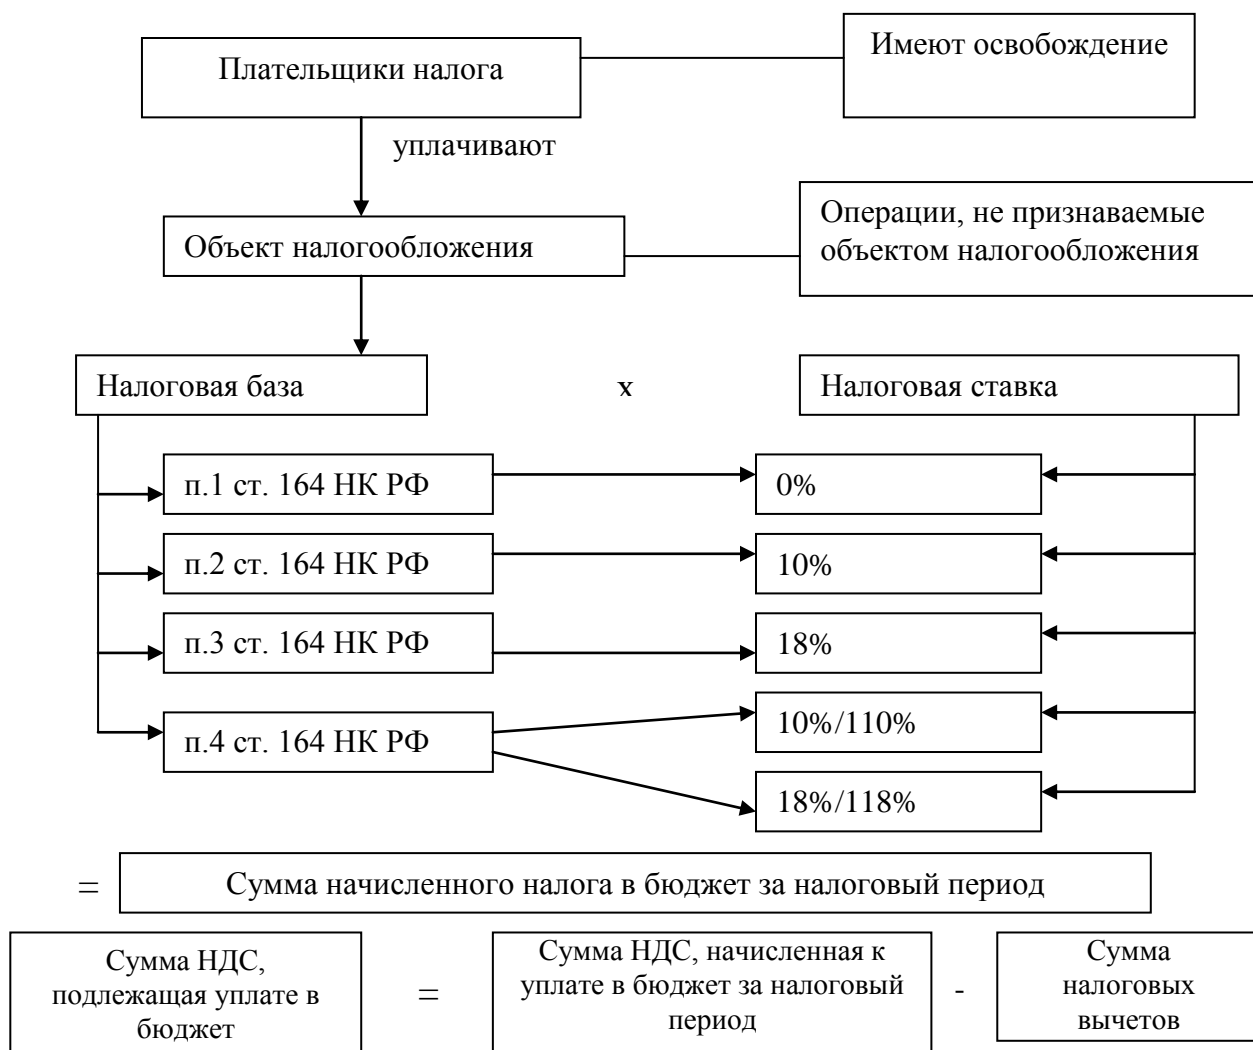 Плательщики налога
Имеют освобождение
уплачивают
Объект налогообложения
Операции, не признаваемые
объектом налогообложения
Налоговая база
x
Налоговая ставка
п.1 ст. 164 НК РФ
0%
п.2 ст. 164 НК РФ
10%
п.3 ст. 164 НК РФ
18%
п.4 ст. 164 НК РФ
10%/110%
18%/118%
=
Сумма начисленного налога в бюджет за налоговый период
Сумма НДС,
подлежащая уплате в
бюджет
=
Сумма НДС, начисленная к
уплате в бюджет за налоговый
период
-
Сумма
налоговых
вычетов